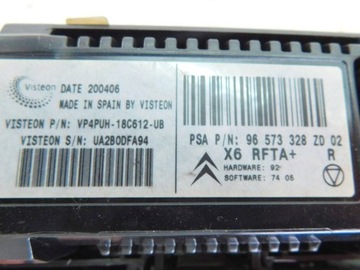 Visteon
DATE 200406
MADE IN SPAIN BY VISTEON
VISTEON P/N: VP4PUH-18C612-UB
VISTEON S/N: UA2B0DFA94
PSA P/N: 96 573 328 ZD 02
X6 RFTA+ R
HARDWARE: 92
SOFTWARE: 74 05